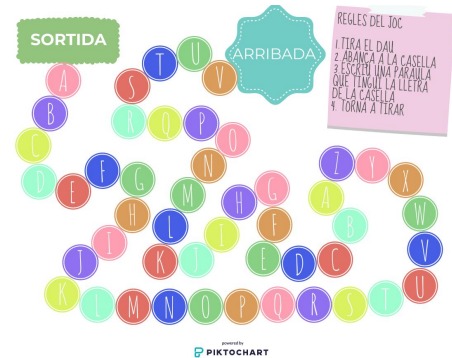 SORTIDA
A
B
C
D
E
F
G
H
I
J
K
L
M
N
O
P
Q
R
S
T
U
V
W
X
Y
Z
A
B
C
D
E
F
G
H
I
J
K
L
M
N
O
P
Q
R
S
T
U
V
ARRIBADA
REGLES DEL JOC
1.TIRA EL DAU
2. ABANÇA A LA CASELLA
3.ESCRIU UNA PARAULA
QUE TINGUI LA LLETRA
DE LA CASELLA
4. TORNA A TIRAR
powered by
PIKTOCHART